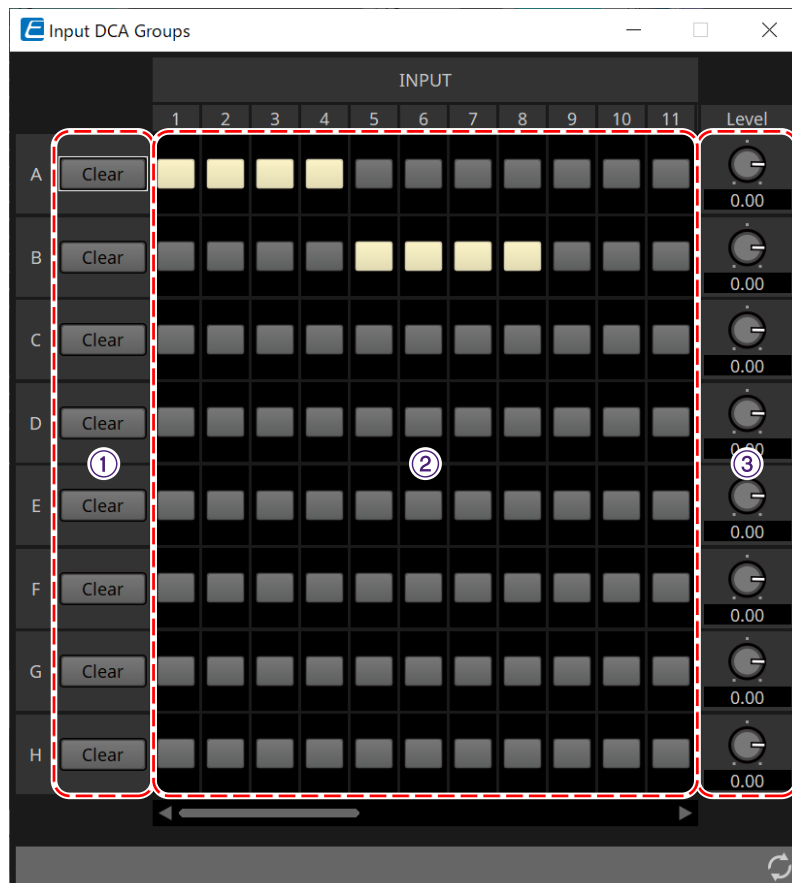 Input DCA Groups
INPUT
1 2 3 4 5 6 7 8 9 10 11 Level
A Clear 0.00
B Clear 0.00
C Clear 0.00
D Clear 0.00
① ② ③
E Clear 0.00
F Clear 0.00
G Clear 0.00
H Clear 0.00